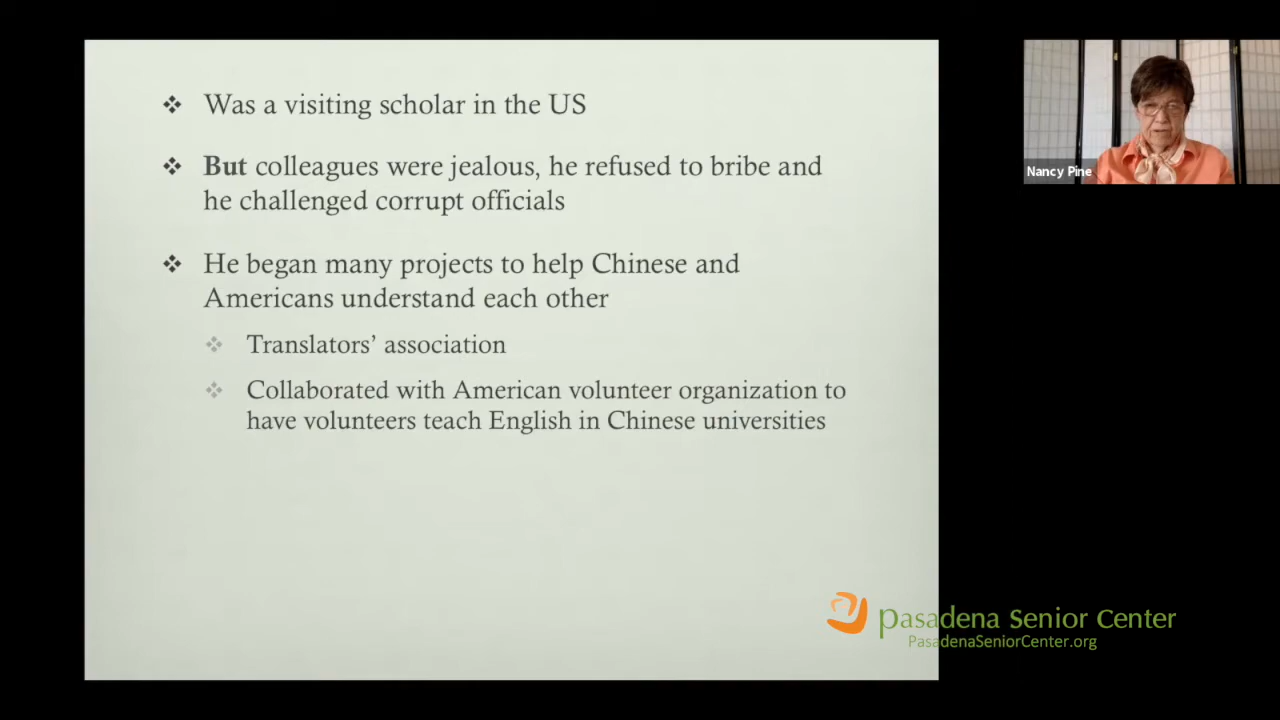 Was a visiting scholar in the US
But colleagues were jealous, he refused to bribe and
he challenged corrupt officials
He began many projects to help Chinese and
Americans understand each other
Translators’ association
Collaborated with American volunteer organization to
have volunteers teach English in Chinese universities
Nancy Pine
Pasadena Senior Center
PasadenaSeniorCenter.org